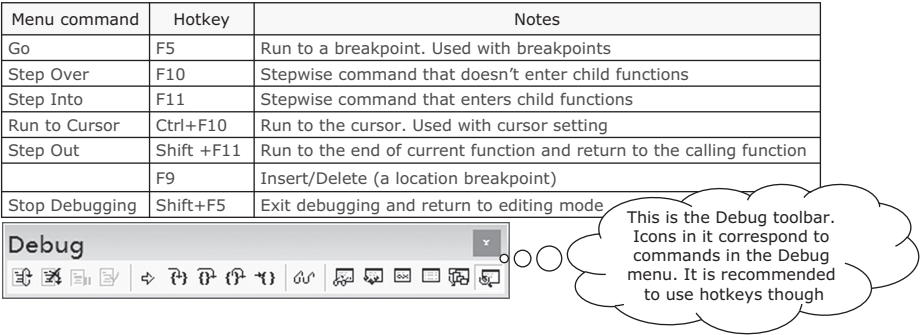 Menu command Hotkey Notes
Go F5 Run to a breakpoint. Used with breakpoints
Step Over F10 Stepwise command that doesn’t enter child functions
Step Into F11 Stepwise command that enters child functions
Run to Cursor Ctrl+F10 Run to the cursor. Used with cursor setting
Step Out Shift +F11 Run to the end of current function and return to the calling function
F9 Insert/Delete (a location breakpoint)
Stop Debugging Shift+F5 Exit debugging and return to editing mode
Debug
This is the Debug toolbar.
Icons in it correspond to
commands in the Debug
menu. It is recommended
to use hotkeys though